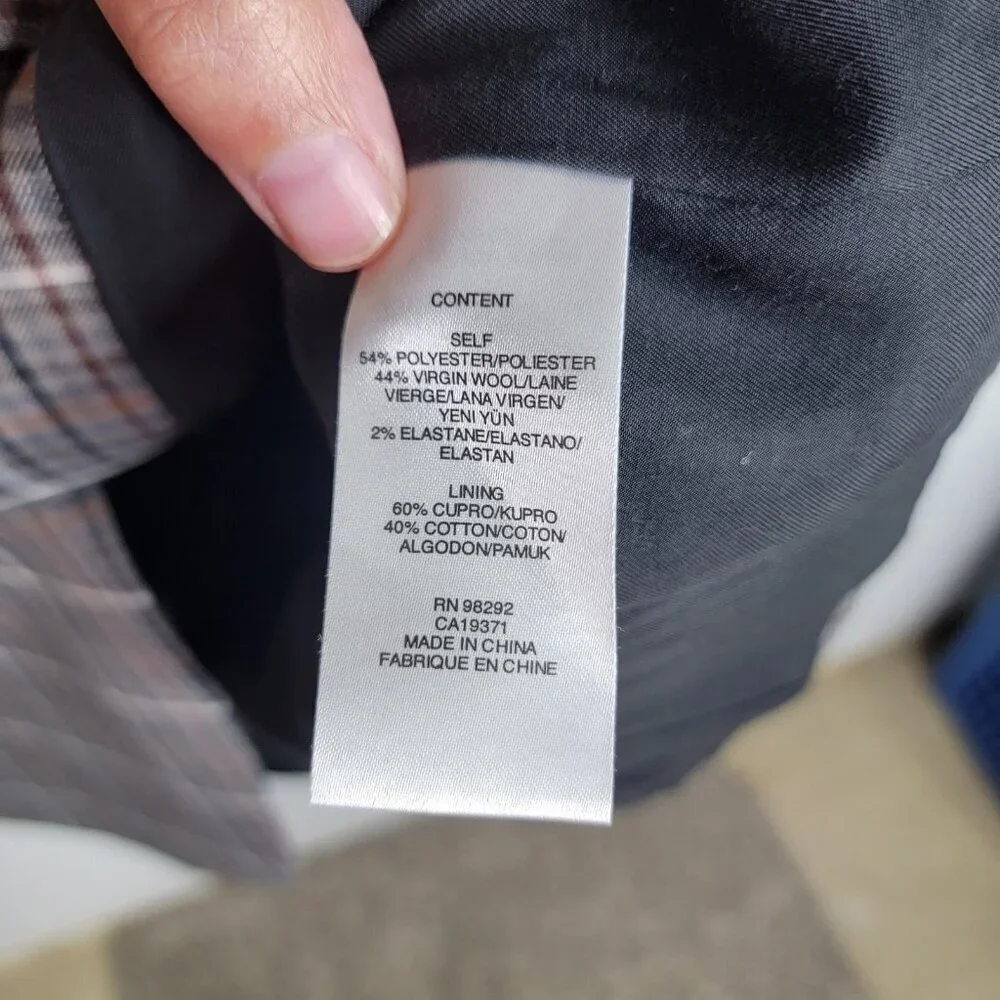 CONTENT
SELF
54% POLYESTER/POLIESTER
44% VIRGIN WOOL/LAINE
VIERGE/LANA VIRGEN/
YENI YÜN
2% ELASTANE/ELASTANO/
ELASTAN
LINING
60% CUPRO/KUPRO
40% COTTON/COTON/
ALGODON/PAMUK
RN 98292
CA19371
MADE IN CHINA
FABRIQUE EN CHINE